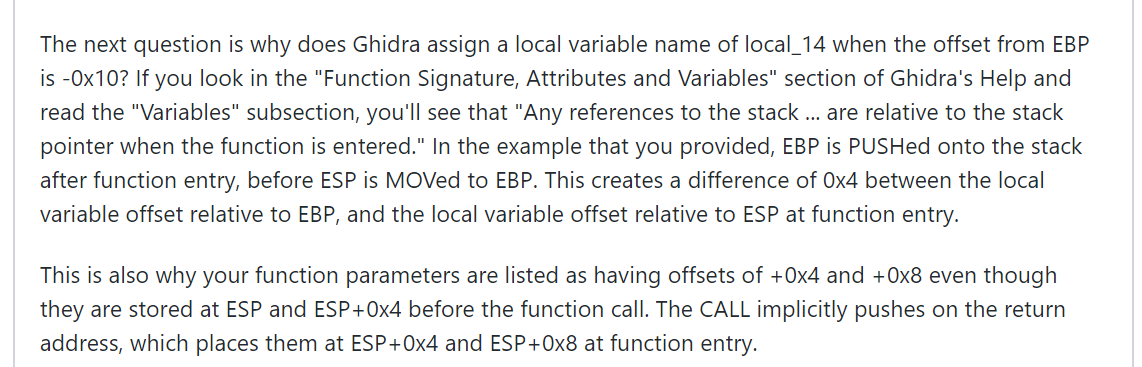 The next question is why does Ghidra assign a local variable name of local_14 when the offset from EBP
is -0x10? If you look in the "Function Signature, Attributes and Variables" section of Ghidra's Help and
read the "Variables" subsection, you'll see that "Any references to the stack ... are relative to the stack
pointer when the function is entered." In the example that you provided, EBP is PUSHed onto the stack
after function entry, before ESP is MOVed to EBP. This creates a difference of 0x4 between the local
variable offset relative to EBP, and the local variable offset relative to ESP at function entry.
This is also why your function parameters are listed as having offsets of +0x4 and +0x8 even though
they are stored at ESP and ESP+0x4 before the function call. The CALL implicitly pushes on the return
address, which places them at ESP+0x4 and ESP+0x8 at function entry.